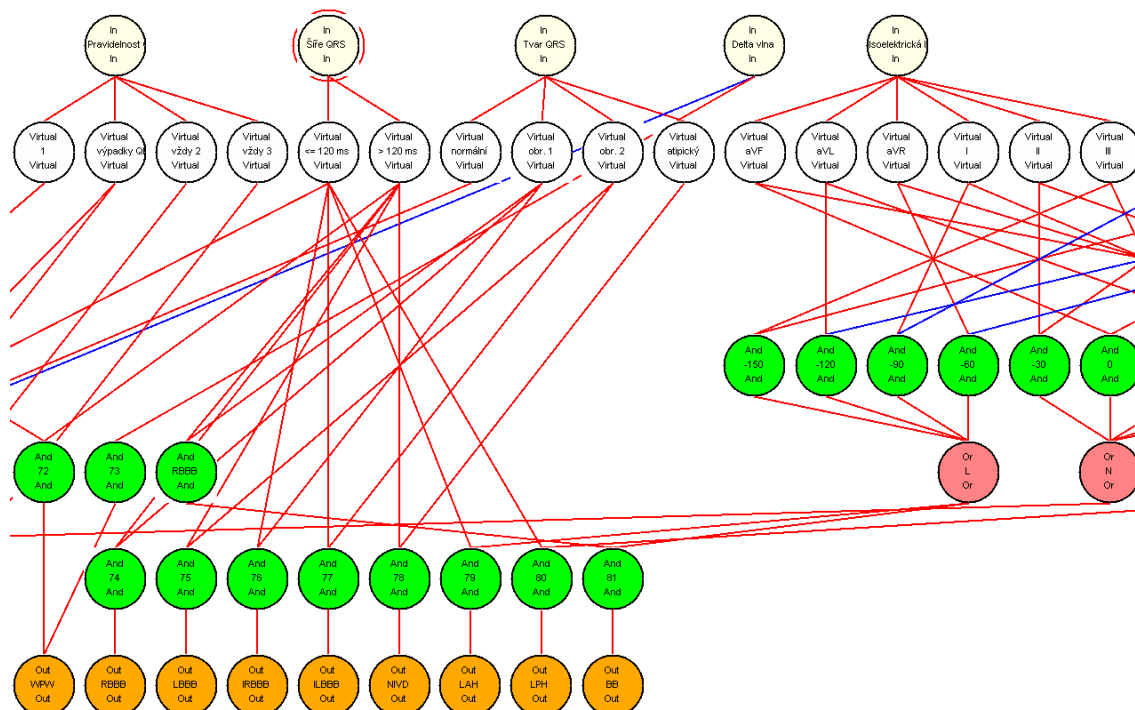 In
Pravidelnost
In
In
Šíře QRS
In
In
Tvar QRS
In
In
Delta vlna
In
In
Isoelektrická
In
Virtual
1
Virtual
Virtual
výpadky
Virtual
Virtual
vždy 2
Virtual
Virtual
vždy 3
Virtual
Virtual
<= 120 ms
Virtual
Virtual
> 120 ms
Virtual
Virtual
normální
Virtual
Virtual
obr. 1
Virtual
Virtual
obr. 2
Virtual
Virtual
atipický
Virtual
Virtual
aVF
Virtual
Virtual
aVL
Virtual
Virtual
aVR
Virtual
Virtual
I
Virtual
Virtual
II
Virtual
Virtual
III
Virtual
And
-150
And
And
-120
And
And
-90
And
And
-60
And
And
-30
And
And
0
And
And
72
And
And
73
And
And
RBBB
And
Or
L
Or
Or
N
Or
And
74
And
And
75
And
And
76
And
And
77
And
And
78
And
And
79
And
And
80
And
And
81
And
Out
WPW
Out
Out
RBBB
Out
Out
LBBB
Out
Out
IRBBB
Out
Out
ILBBB
Out
Out
NIVD
Out
Out
LAH
Out
Out
LPH
Out
Out
BB
Out